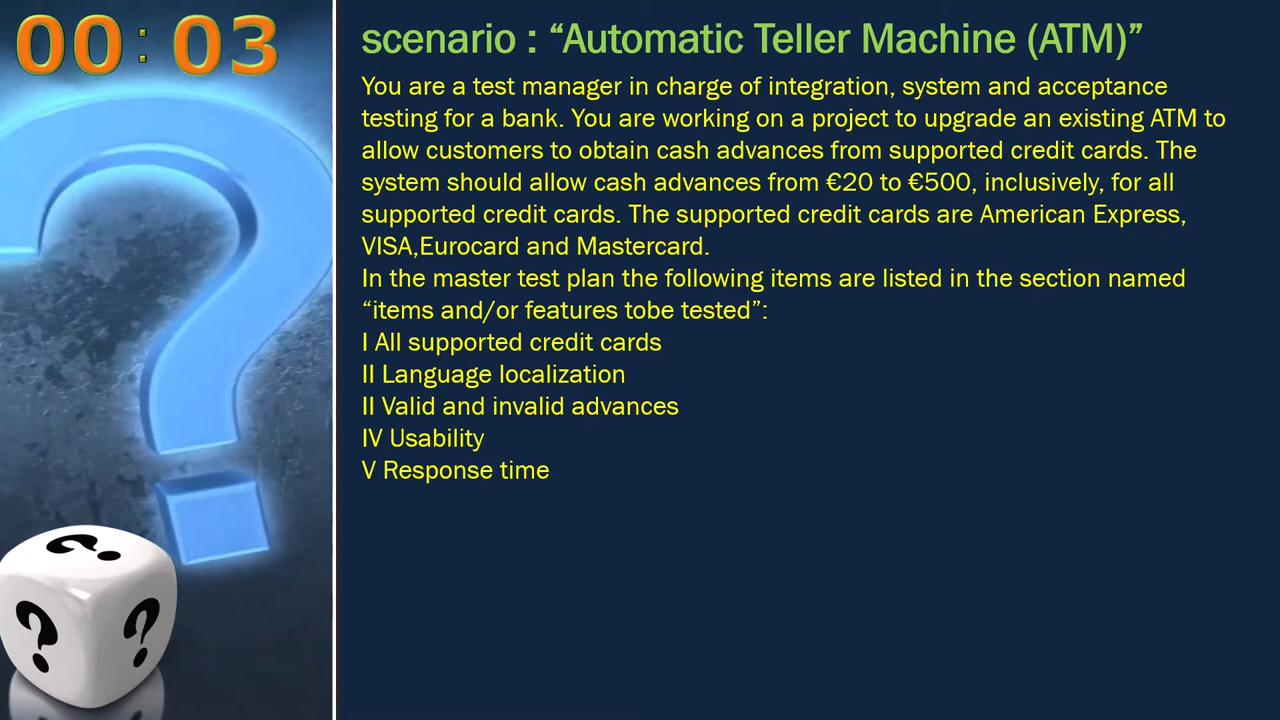 00:03
scenario : “Automatic Teller Machine (ATM)”
You are a test manager in charge of integration, system and acceptance
testing for a bank. You are working on a project to upgrade an existing ATM to
allow customers to obtain cash advances from supported credit cards. The
system should allow cash advances from €20 to €500, inclusively, for all
supported credit cards. The supported credit cards are American Express,
VISA,Eurocard and Mastercard.
In the master test plan the following items are listed in the section named
“items and/or features tobe tested”:
I All supported credit cards
II Language localization
II Valid and invalid advances
IV Usability
V Response time
?
? ? ?